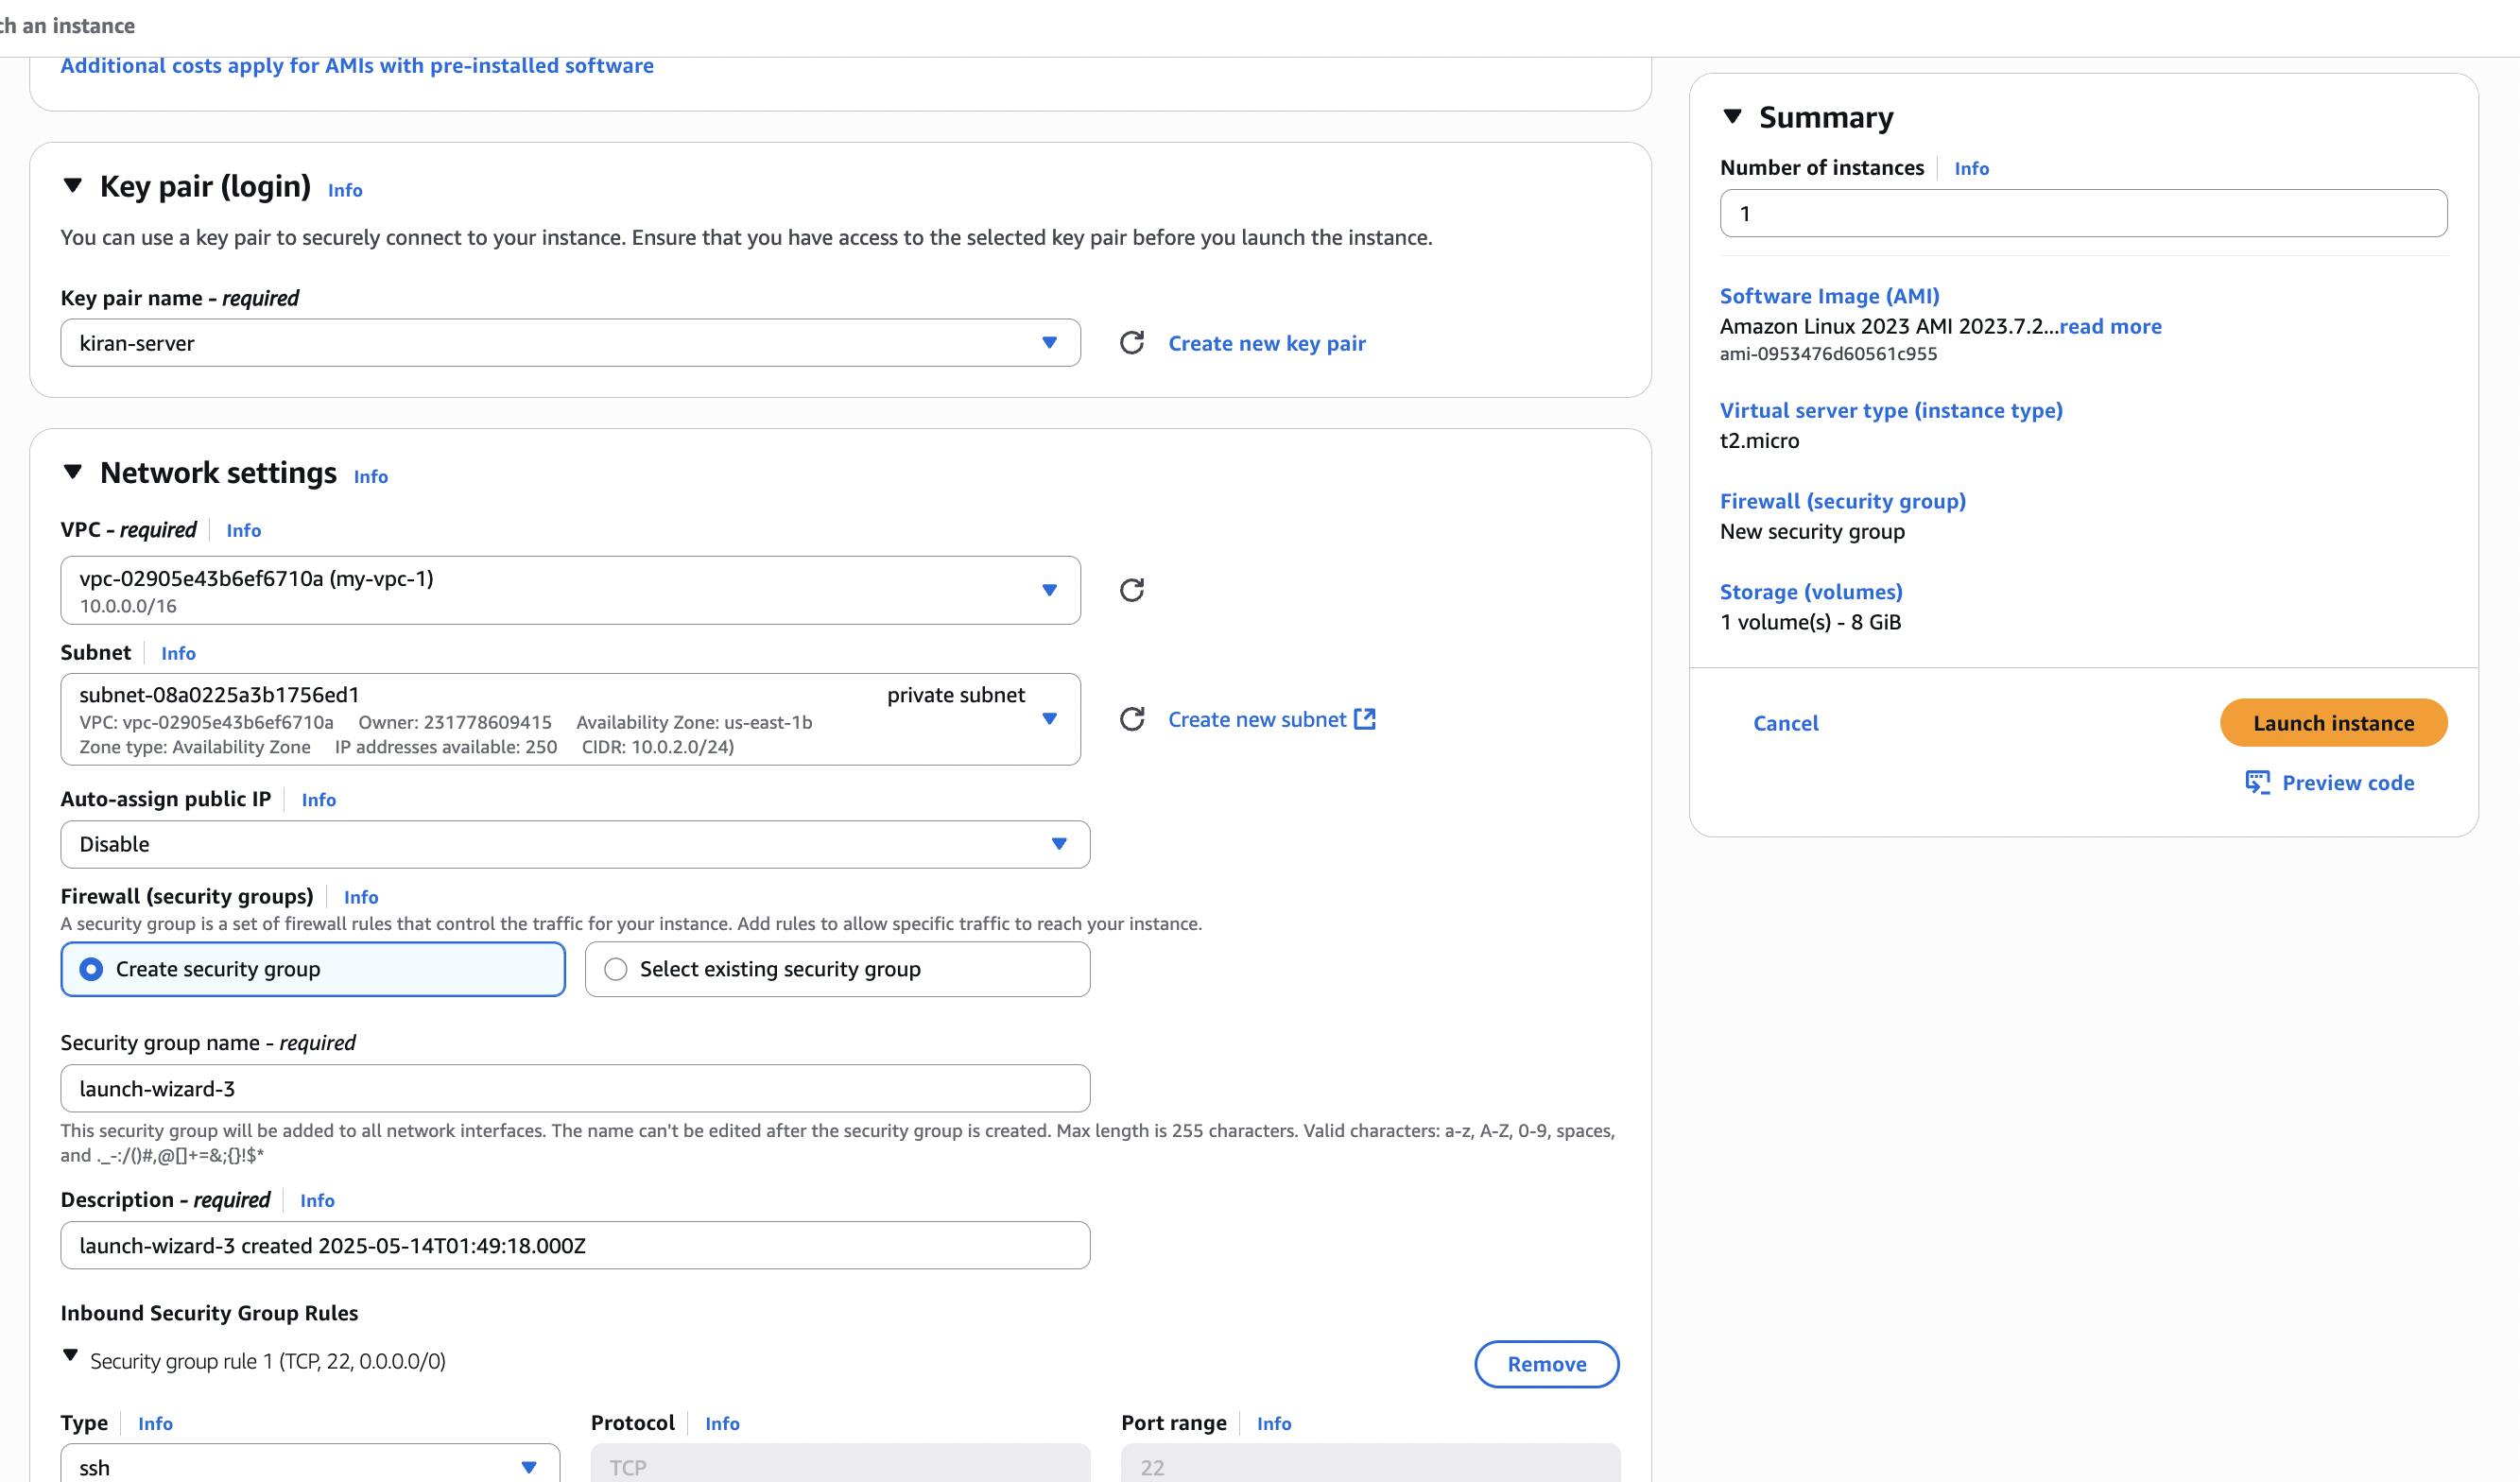 ch an instance
Additional costs apply for AMIs with pre-installed software
Key pair (login) Info
You can use a key pair to securely connect to your instance. Ensure that you have access to the selected key pair before you launch the instance.
Key pair name - required
kiran-server
Create new key pair
Network settings Info
VPC - required Info
vpc-02905e43b6ef6710a (my-vpc-1)
10.0.0.0/16
Subnet Info
subnet-08a0225a3b1756ed1 private subnet
VPC: vpc-02905e43b6ef6710a Owner: 231778609415 Availability Zone: us-east-1b
Zone type: Availability Zone IP addresses available: 250 CIDR: 10.0.2.0/24)
Create new subnet
Auto-assign public IP Info
Disable
Firewall (security groups) Info
A security group is a set of firewall rules that control the traffic for your instance. Add rules to allow specific traffic to reach your instance.
Create security group
Select existing security group
Security group name - required
launch-wizard-3
This security group will be added to all network interfaces. The name can't be edited after the security group is created. Max length is 255 characters. Valid characters: a-z, A-Z, 0-9, spaces,
and ._-:/()#,@[]+=&;{}!$*
Description - required Info
launch-wizard-3 created 2025-05-14T01:49:18.000Z
Inbound Security Group Rules
Security group rule 1 (TCP, 22, 0.0.0.0/0)
Remove
Type Info
Protocol Info
Port range Info
ssh
TCP
22
Summary
Number of instances Info
1
Software Image (AMI)
Amazon Linux 2023 AMI 2023.7.2...read more
ami-0953476d60561c955
Virtual server type (instance type)
t2.micro
Firewall (security group)
New security group
Storage (volumes)
1 volume(s) - 8 GiB
Cancel
Launch instance
Preview code